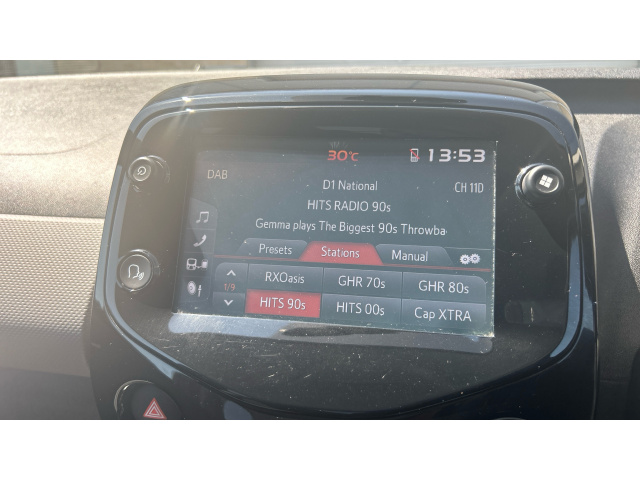 30°C
13:53
DAB
D1 National
CH 11D
HITS RADIO 90s
Gemma plays The Biggest 90s Throwba
Presets
Stations
Manual
RXOasis
GHR 70s
GHR 80s
1/9
HITS 90s
HITS 00s
Cap XTRA